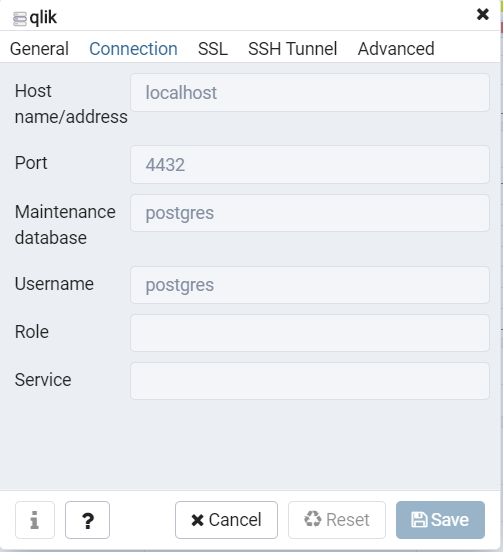 qlik
General Connection SSL SSH Tunnel Advanced
Host
name/address
localhost
Port
4432
Maintenance
database
postgres
Username
postgres
Role
Service
i ? Cancel Reset Save